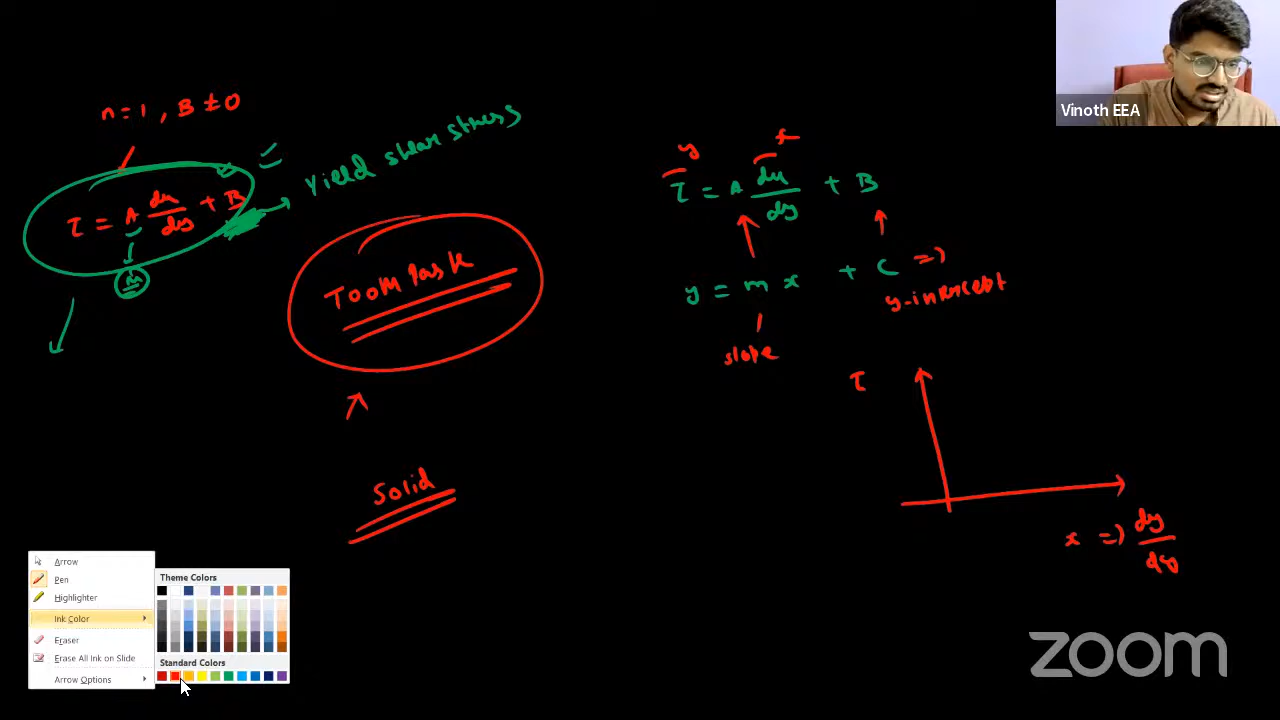 n=1, B≠0
τ = A du/dy + B
Yield shear stress
m
Toom Pask
Solid
y
x
τ = A du/dy + B
y = m x + C =>
y-intercept
slope
τ
x => dy/dy
Vinoth EEA
Arrow
Pen
Highlighter
Ink Color
Eraser
Erase All Ink on Slide
Arrow Options
Theme Colors
Standard Colors
zoom